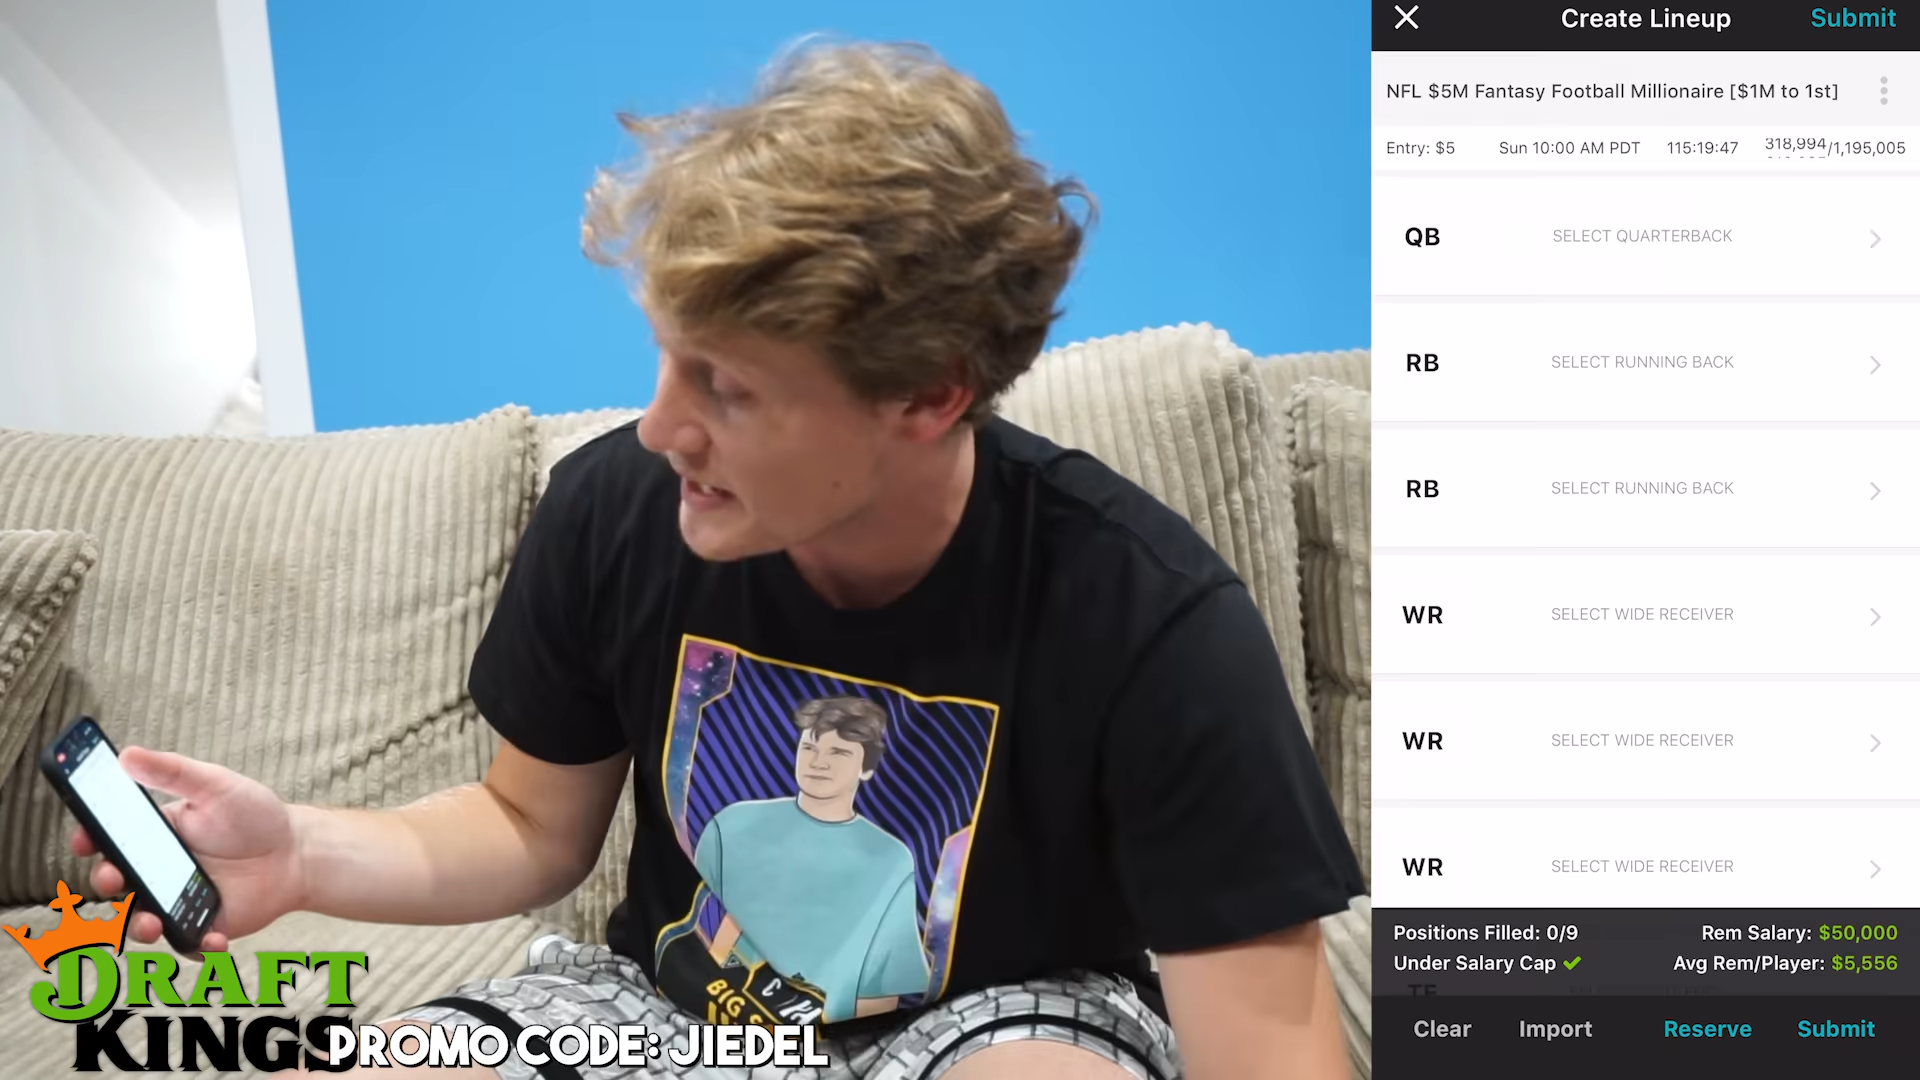 Create Lineup
Submit
NFL $5M Fantasy Football Millionaire [$1M to 1st]
Entry: $5
Sun 10:00 AM PDT
115:19:47
318,994/1,195,005
QB
SELECT QUARTERBACK
RB
SELECT RUNNING BACK
RB
SELECT RUNNING BACK
WR
SELECT WIDE RECEIVER
WR
SELECT WIDE RECEIVER
WR
SELECT WIDE RECEIVER
Positions Filled: 0/9
Rem Salary: $50,000
Under Salary Cap
Avg Rem/Player: $5,556
TE
Clear
Import
Reserve
Submit
BIG
DRAFT
KINGS
PROMO CODE: JIEDEL